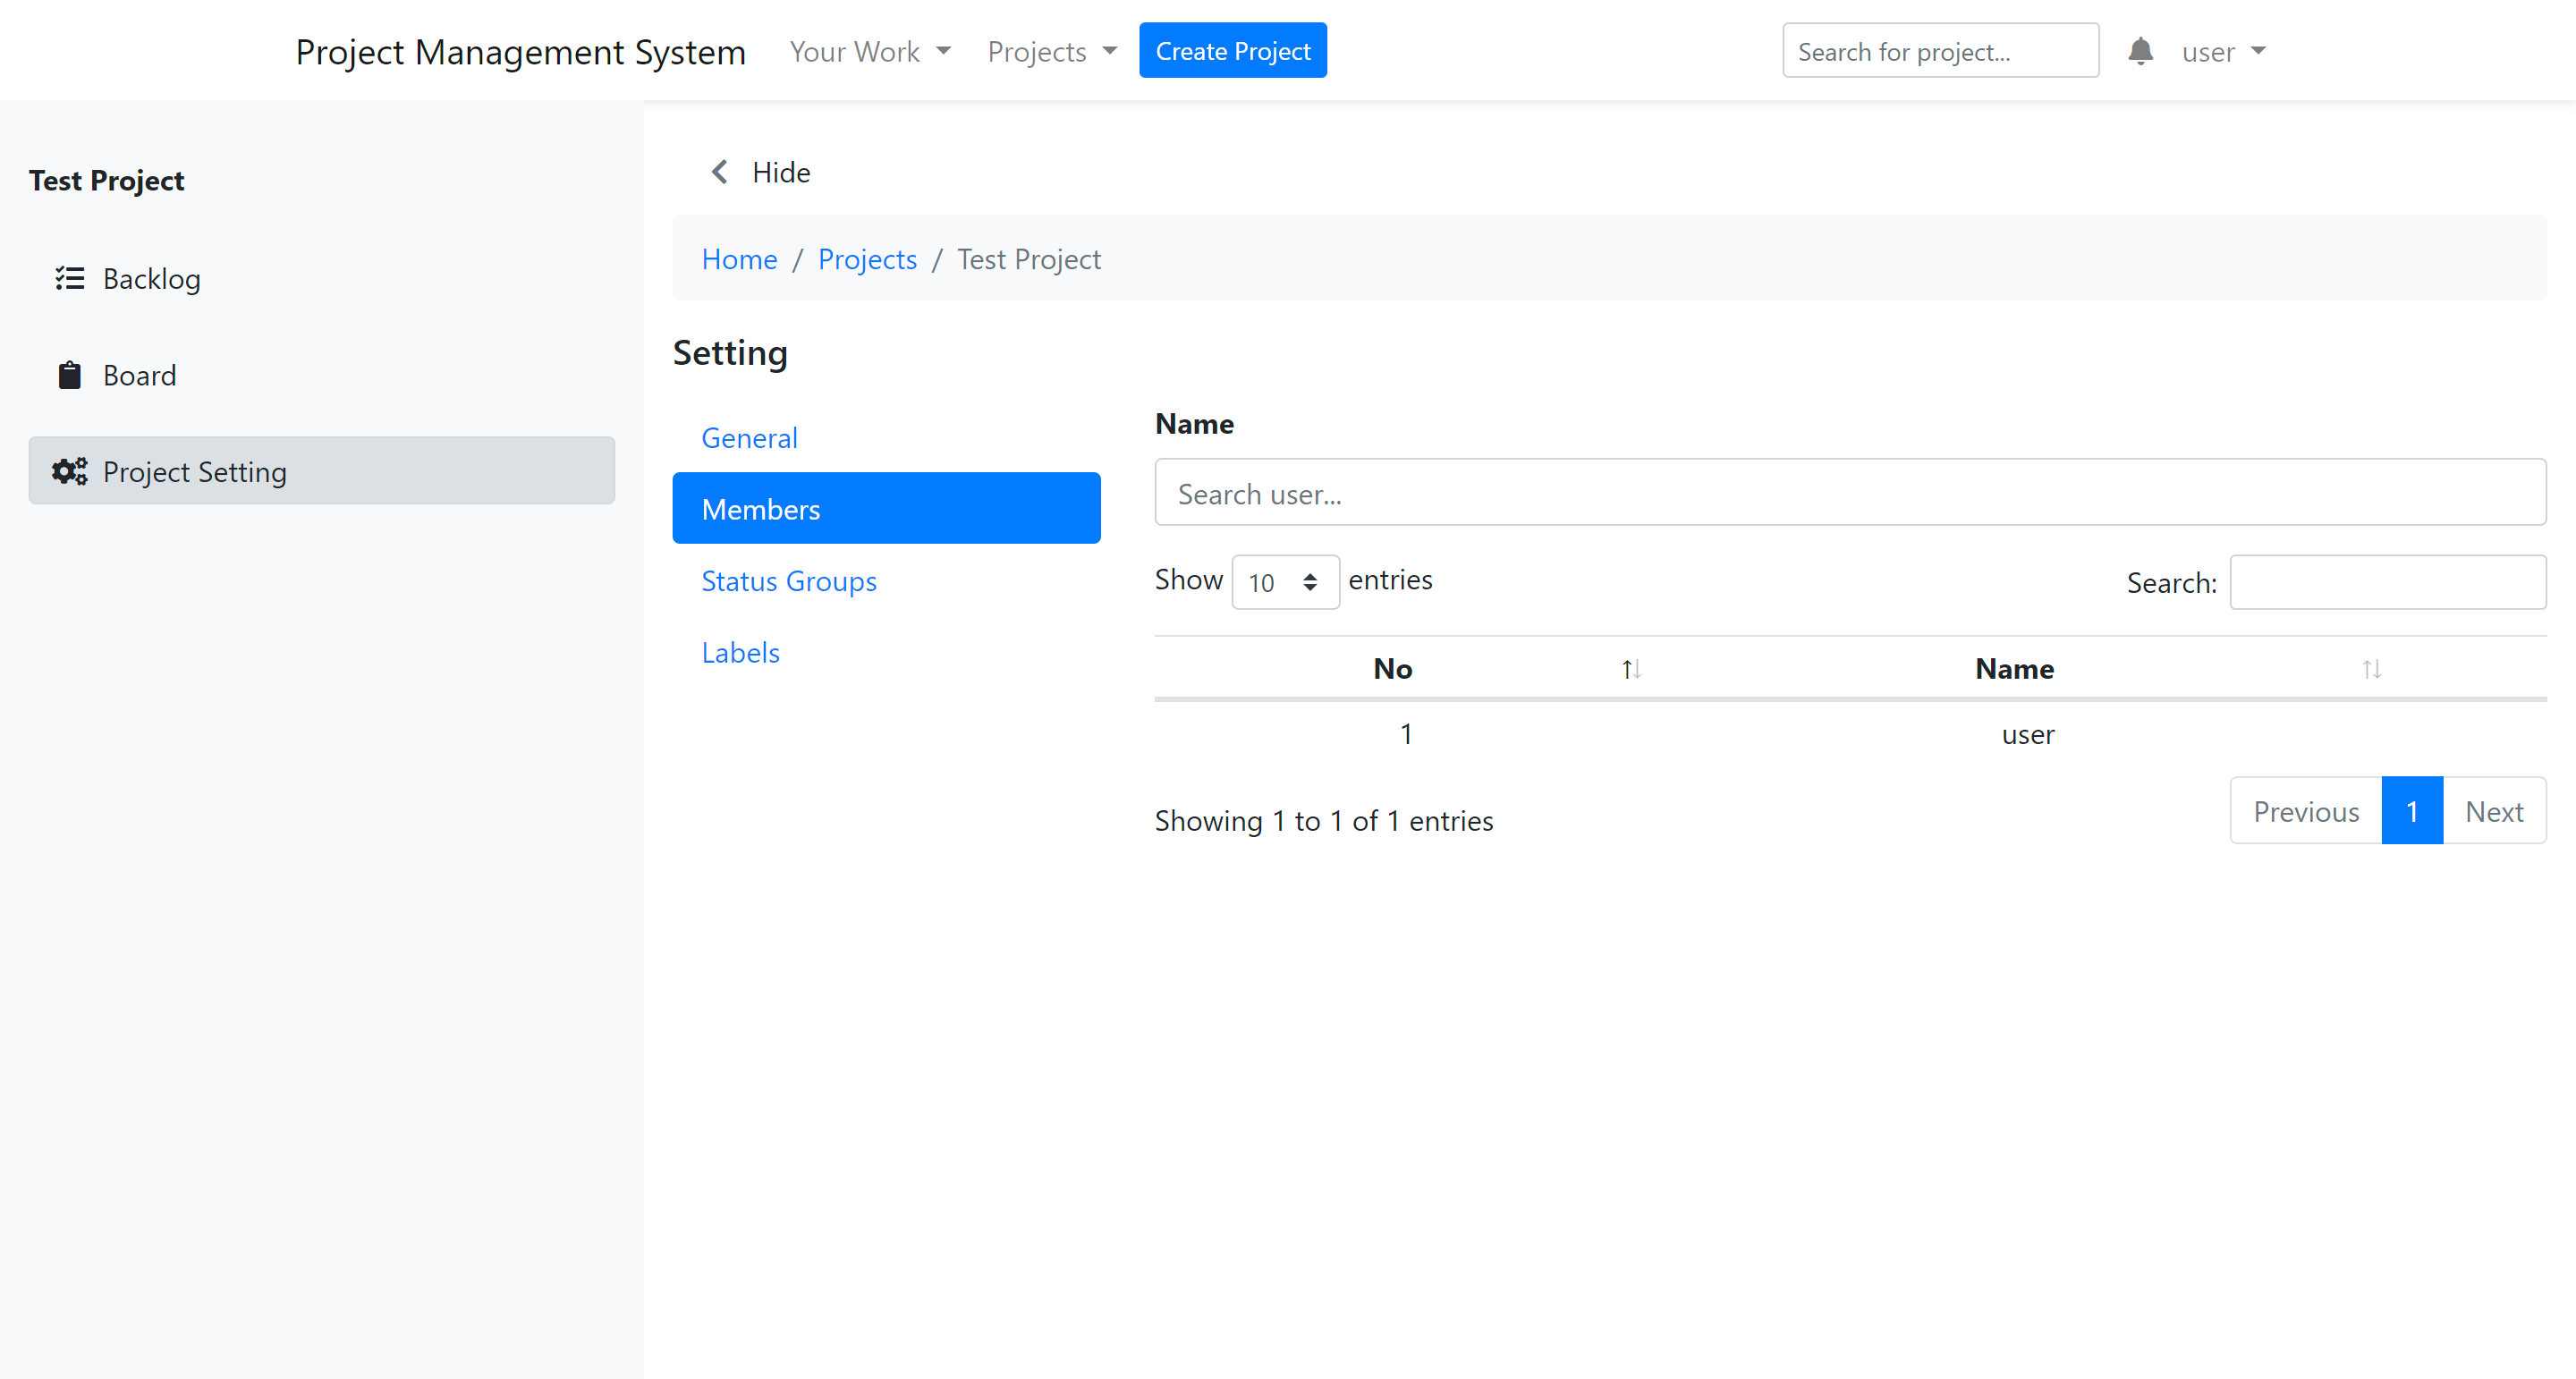 Project Management System Your Work Projects Create Project Search for project... user
Test Project
Backlog
Board
Project Setting
Hide
Home / Projects / Test Project
Setting
General
Members
Status Groups
Labels
Name
Search user...
Show 10 entries Search:
No Name
1 user
Showing 1 to 1 of 1 entries
Previous 1 Next